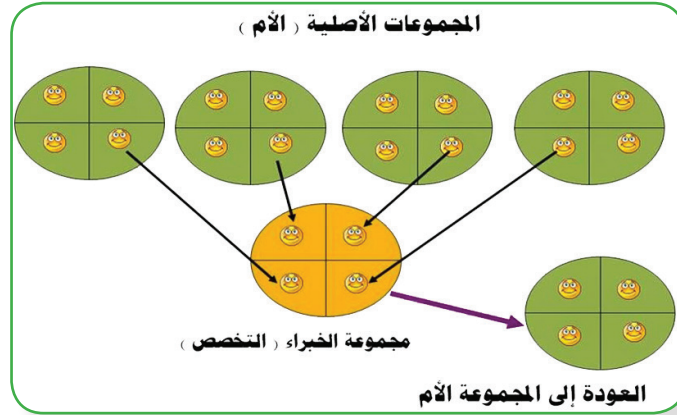 المجموعات الأصلية ( الأم )
مجموعة الخبراء ( التخصص )
العودة إلى المجموعة الأم